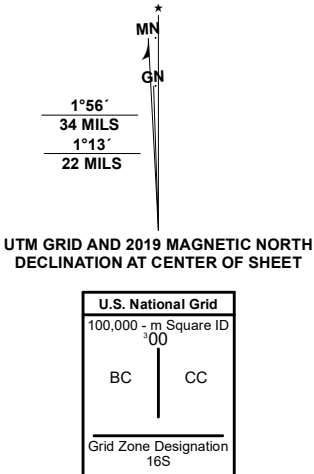 ★
MN
GN
1°56´
34 MILS
1°13´
22 MILS
UTM GRID AND 2019 MAGNETIC NORTH
DECLINATION AT CENTER OF SHEET
U.S. National Grid
100,000 - m Square ID
³00
BC CC
Grid Zone Designation
16S